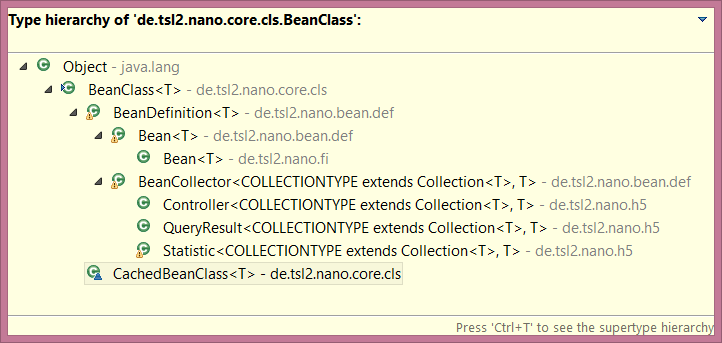 Type hierarchy of 'de.tsl2.nano.core.cls.BeanClass':
Object - java.lang
BeanClass<T> - de.tsl2.nano.core.cls
BeanDefinition<T> - de.tsl2.nano.bean.def
Bean<T> - de.tsl2.nano.bean.def
Bean<T> - de.tsl2.nano.fi
BeanCollector<COLLECTIONTYPE extends Collection<T>, T> - de.tsl2.nano.bean.def
Controller<COLLECTIONTYPE extends Collection<T>, T> - de.tsl2.nano.h5
QueryResult<COLLECTIONTYPE extends Collection<T>, T> - de.tsl2.nano.h5
Statistic<COLLECTIONTYPE extends Collection<T>, T> - de.tsl2.nano.h5
CachedBeanClass<T> - de.tsl2.nano.core.cls
Press 'Ctrl+T' to see the supertype hierarchy